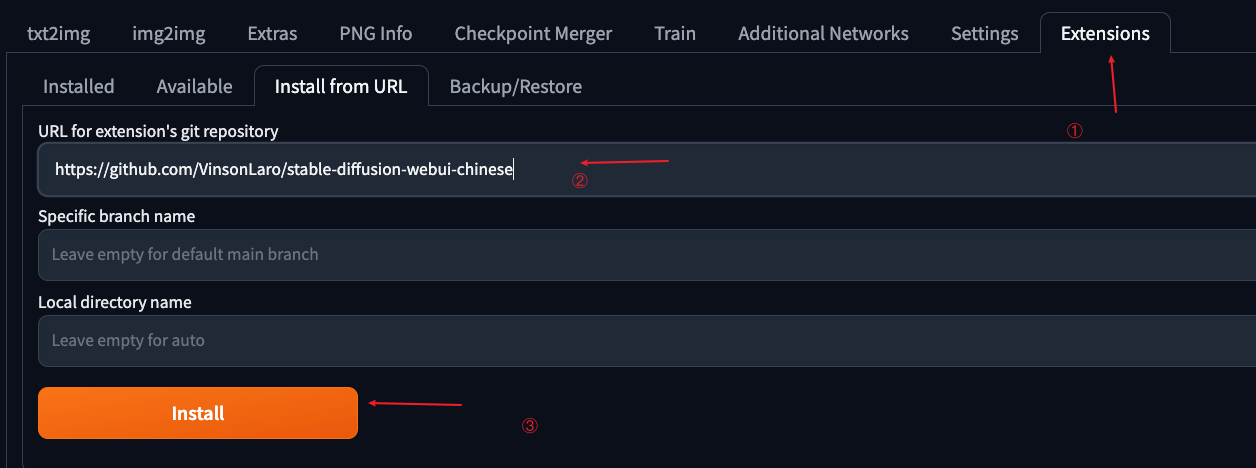 txt2img img2img Extras PNG Info Checkpoint Merger Train Additional Networks Settings Extensions
Installed Available Install from URL Backup/Restore
URL for extension's git repository
①
https://github.com/VinsonLaro/stable-diffusion-webui-chinese
②
Specific branch name
Leave empty for default main branch
Local directory name
Leave empty for auto
Install
③